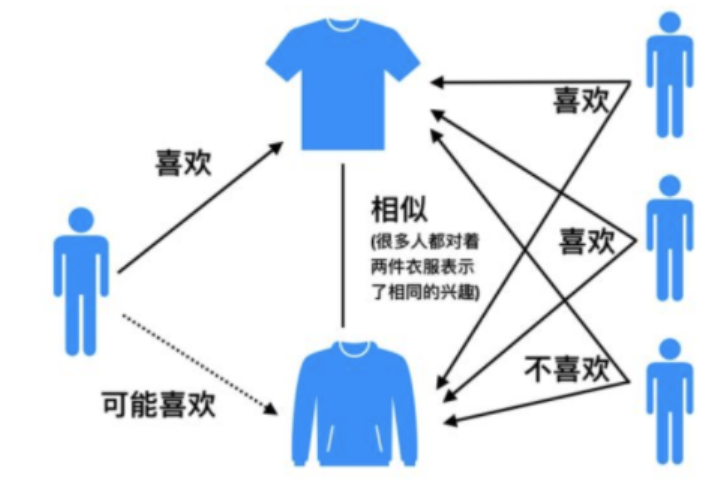 喜欢
喜欢
相似
(很多人都对着
两件衣服表示
了相同的兴趣)
喜欢
不喜欢
可能喜欢